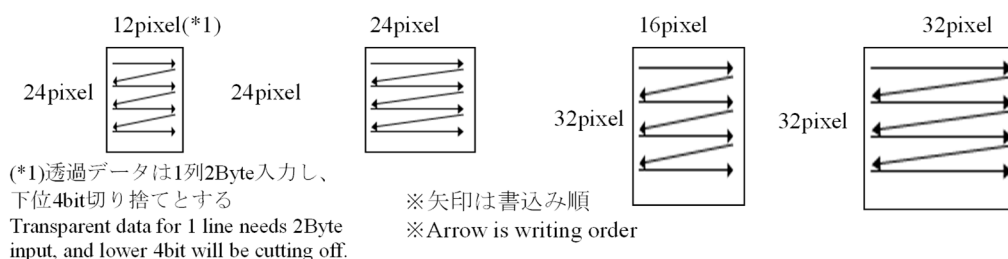 12pixel(*1)
24pixel
24pixel
24pixel
16pixel
32pixel
32pixel
32pixel
(*1)透過データは1列2Byte入力し、
下位4bit切り捨てとする
Transparent data for 1 line needs 2Byte
input, and lower 4bit will be cutting off.
※矢印は書込み順
※Arrow is writing order